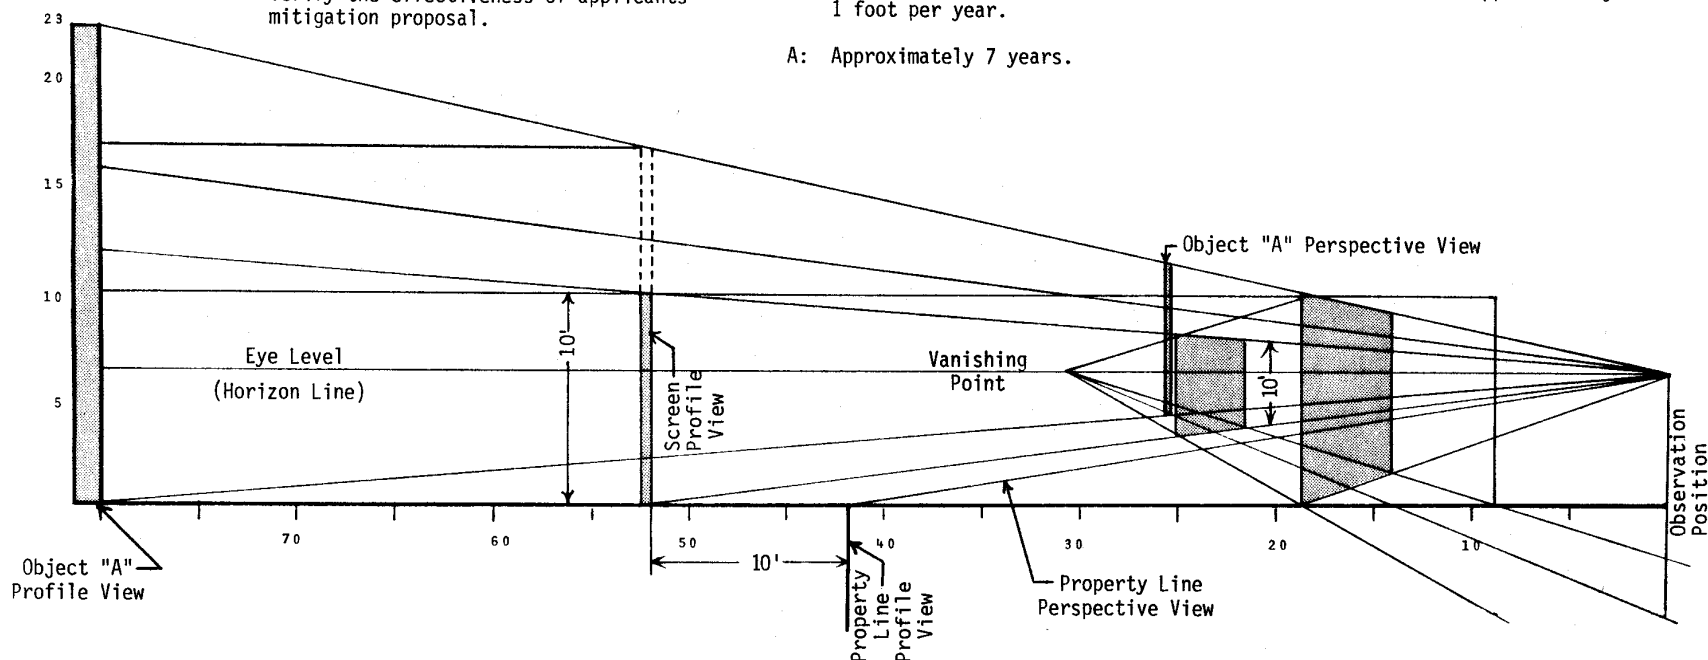 mitigation proposal.
1 foot per year.
A: Approximately 7 years.
23
20
15
10
5
Object "A" Perspective View
Eye Level
(Horizon Line)
10'
Screen
Profile
View
Vanishing
Point
10'
Observation
Position
70
60
50
40
30
20
10
10'
Object "A"
Profile View
Property
Line
Profile
View
Property Line
Perspective View